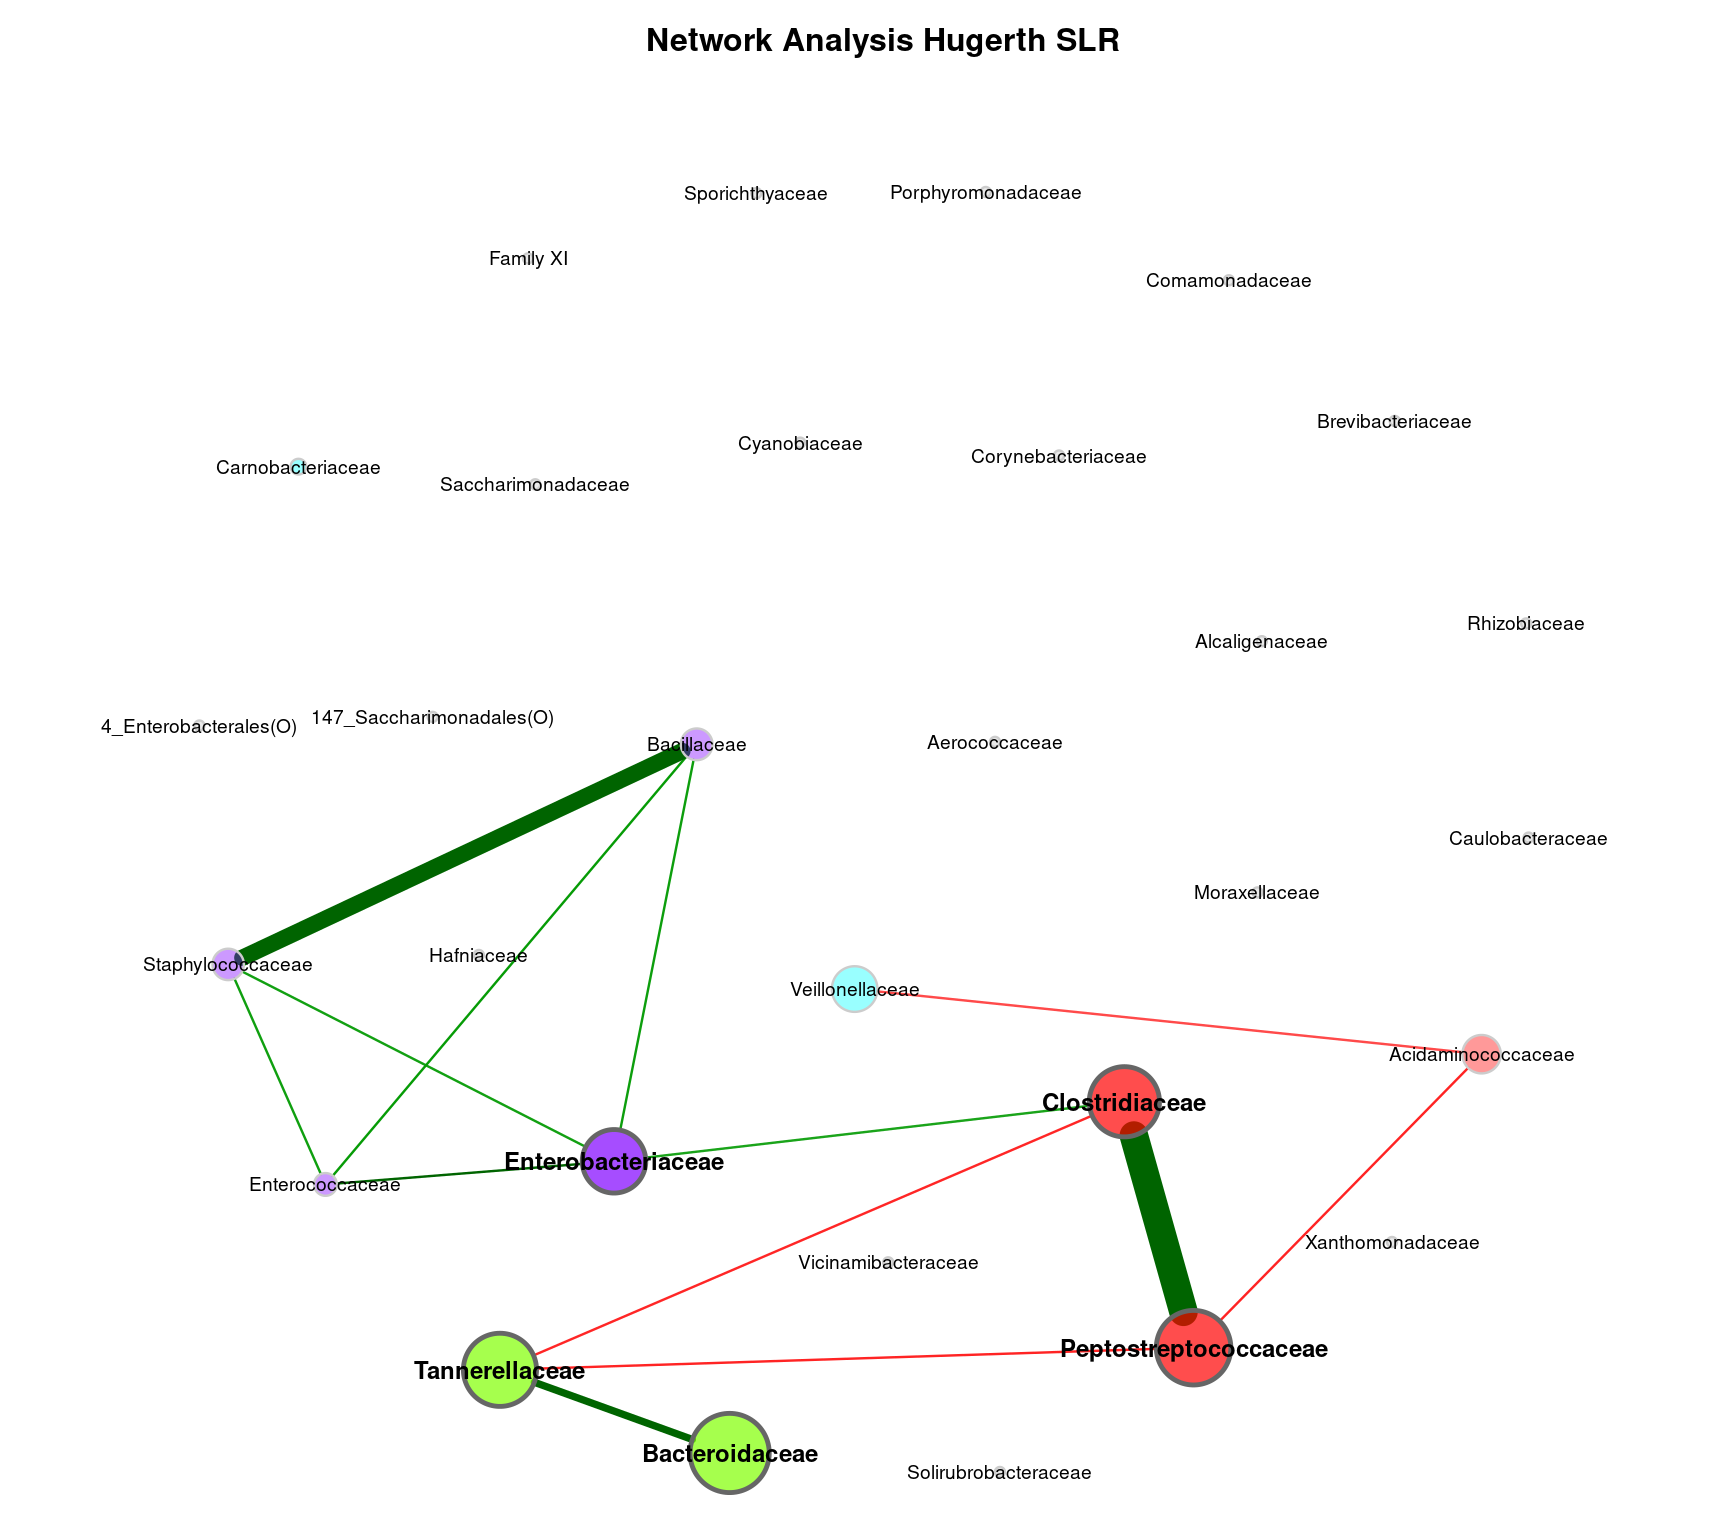 Network Analysis Hugerth SLR
Sporichthyaceae
Porphyromonadaceae
Family XI
Comamonadaceae
Brevibacteriaceae
Cyanobiaceae
Corynebacteriaceae
Carnobacteriaceae
Saccharimonadaceae
Rhizobiaceae
Alcaligenaceae
147_Saccharimonadales(O)
4_Enterobacterales(O)
Bacillaceae
Aerococcaceae
Caulobacteraceae
Moraxellaceae
Hafniaceae
Staphylococcaceae
Veillonellaceae
Acidaminococcaceae
Clostridiaceae
Enterobacteriaceae
Enterococcaceae
Xanthomonadaceae
Vicinamibacteraceae
Peptostreptococcaceae
Tannerellaceae
Bacteroidaceae
Solirubrobacteraceae